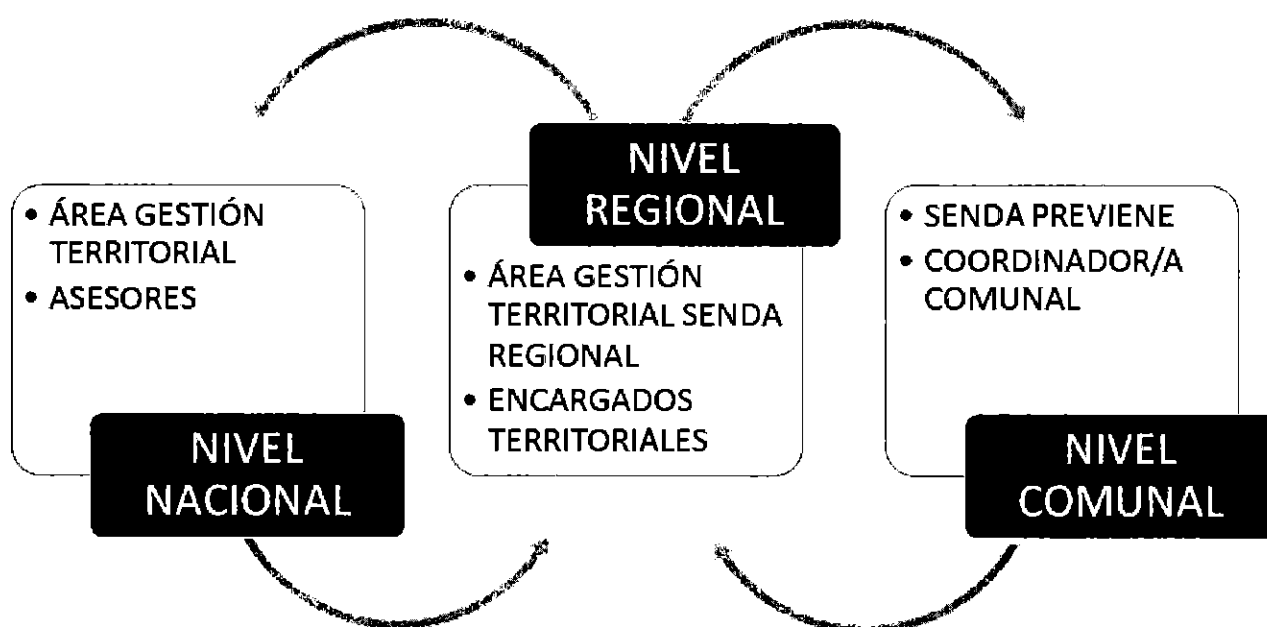 • ÁREA GESTIÓN
TERRITORIAL
• ASESORES
NIVEL
NACIONAL
NIVEL
REGIONAL
• ÁREA GESTIÓN
TERRITORIAL SENDA
REGIONAL
• ENCARGADOS
TERRITORIALES
• SENDA PREVIENE
• COORDINADOR/A
COMUNAL
NIVEL
COMUNAL